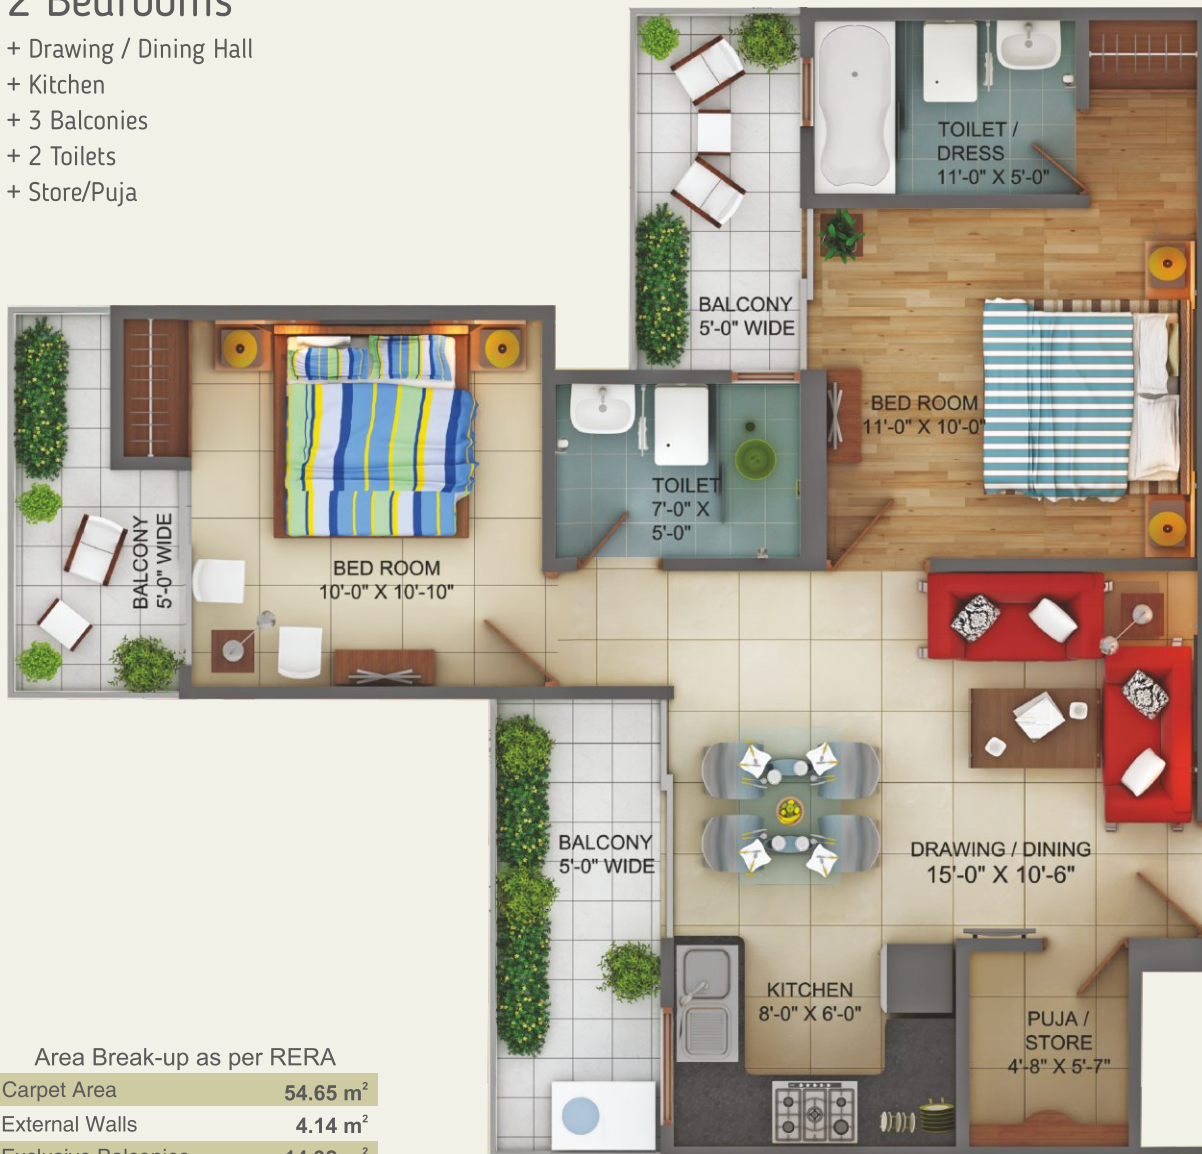 2 Bedrooms
+ Drawing / Dining Hall
+ Kitchen
+ 3 Balconies
+ 2 Toilets
+ Store/Puja
TOILET /
DRESS
11'-0" X 5'-0"
BALCONY
5'-0" WIDE
BED ROOM
11'-0" X 10'-0"
TOILET
7'-0" X
5'-0"
BALCONY
5'-0" WIDE
BED ROOM
10'-0" X 10'-10"
BALCONY
5'-0" WIDE
DRAWING / DINING
15'-0" X 10'-6"
KITCHEN
8'-0" X 6'-0"
PUJA /
STORE
4'-8" X 5'-7"
Area Break-up as per RERA
Carpet Area 54.65 m²
External Walls 4.14 m²
Exclusive Balconies